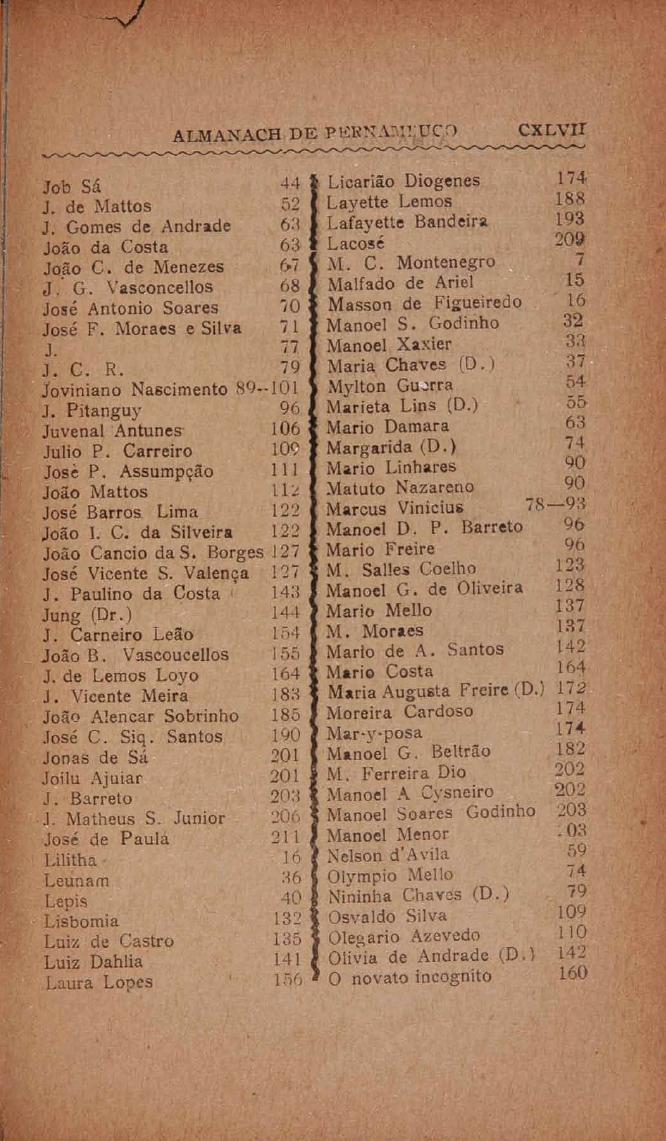 ALMANACH DE PERNAMBUCO CXLVII
Job Sá 44
J. de Mattos 52
J. Gomes de Andrade 63
João da Costa 63
João C. de Menezes 67
J. G. Vasconcellos 68
José Antonio Soares 70
José F. Moraes e Silva 71
J. 77
J. C. R. 79
Joviniano Nascimento 89--101
J. Pitanguy 96
Juvenal Antunes 106
Julio P. Carreiro 109
Josè P. Assumpção 111
João Mattos 112
José Barros Lima 122
João I. C. da Silveira 122
João Cancio da S. Borges 127
José Vicente S. Valença 127
J. Paulino da Costa 143
Jung (Dr.) 144
J. Carneiro Leão 154
João B. Vascoucellos 155
J. de Lemos Loyo 164
J. Vicente Meira 183
João Alencar Sobrinho 185
José C. Siq. Santos 190
Jonas de Sá 201
Joilu Ajuiar 201
J. Barreto 203
J. Matheus S. Junior 206
José de Paula 211
Lilitha 16
Leunam 36
Lepis 40
Lisbomia 132
Luiz de Castro 135
Luiz Dahlia 141
Laura Lopes 156
Licarião Diogenes 174
Layette Lemos 188
Lafayette Bandeira 193
Lacosé 209
M. C. Montenegro 7
Malfado de Ariel 15
Masson de Figueiredo 16
Manoel S. Godinho 32
Manoel Xaxier 33
Maria Chaves (D.) 37
Mylton Guerra 54
Marieta Lins (D.) 55
Mario Damara 63
Margarida (D.) 74
Mario Linhares 90
Matuto Nazareno 90
Marcus Vinicius 78—93
Manoel D. P. Barreto 96
Mario Freire 96
M. Salles Coelho 123
Manoel G. de Oliveira 128
Mario Mello 137
M. Moraes 137
Mario de A. Santos 142
Mario Costa 164
Maria Augusta Freire (D.) 172
Moreira Cardoso 174
Mar-y-posa 174
Manoel G. Beltrão 182
M. Ferreira Dio 202
Manoel A Cysneiro 202
Manoel Soares Godinho 203
Manoel Menor 03
Nelson d'Avila 59
Olympio Mello 74
Nininha Chaves (D.) 79
Osvaldo Silva 109
Olegario Azevedo 110
Olivia de Andrade (D.) 142
O novato incognito 160